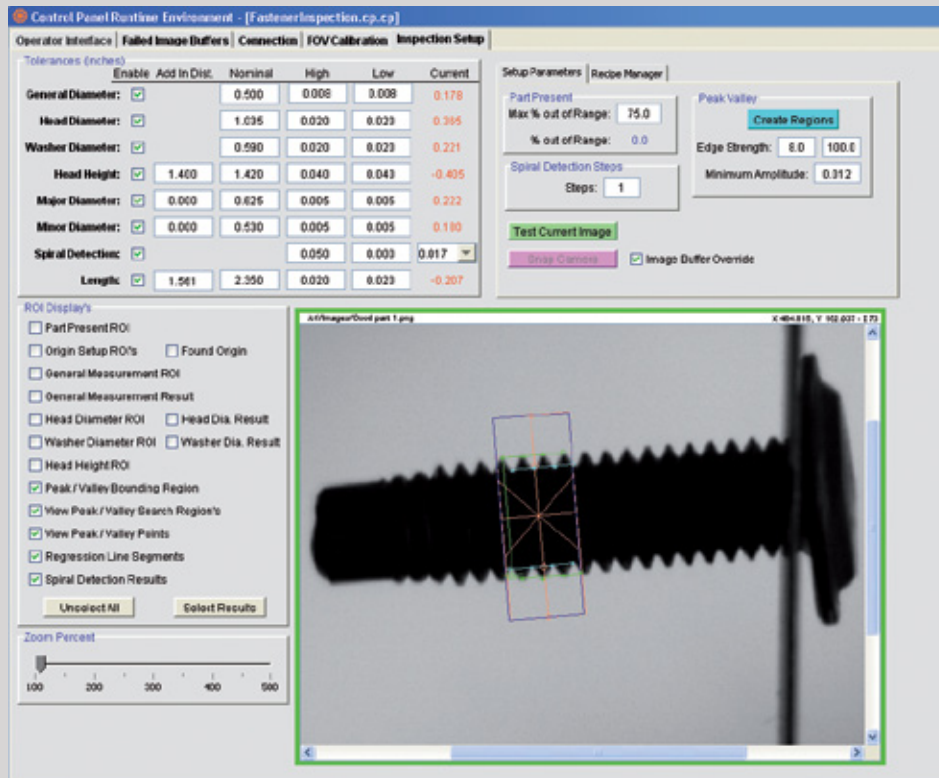 Control Panel Runtime Environment - [FastenerInspection.cp.cp]
Operator Interface Failed Image Buffers Connection FOV Calibration Inspection Setup
Tolerances (inches)
Enable Add In Dist. Nominal High Low Current
General Diameter: 0.500 0.008 0.008 0.178
Head Diameter: 1.035 0.020 0.023 0.365
Washer Diameter: 0.590 0.020 0.023 0.221
Head Height: 1.400 1.420 0.040 0.043 -0.405
Major Diameter: 0.000 0.625 0.005 0.005 0.222
Minor Diameter: 0.000 0.530 0.005 0.005 0.180
Spiral Detection: 0.050 0.003 0.017
Length: 1.561 2.350 0.020 0.023 -0.207
Setup Parameters Recipe Manager
Part Present
Max % out of Range: 75.0
% out of Range: 0.0
Spiral Detection Steps
Steps: 1
Peak Valley
Create Regions
Edge Strength: 8.0 100.0
Minimum Amplitude: 0.012
Test Current Image
Snap Camera Image Buffer Override
ROI Display's
Part Present ROI
Origin Setup ROI's Found Origin
General Measurement ROI
General Measurement Result
Head Diameter ROI Head Dia. Result
Washer Diameter ROI Washer Dia. Result
Head Height ROI
Peak / Valley Bounding Region
View Peak / Valley Search Region's
View Peak / Valley Points
Regression Line Segments
Spiral Detection Results
Unselect All Select Results
Zoom Percent
100 200 300 400 500
part 1.png